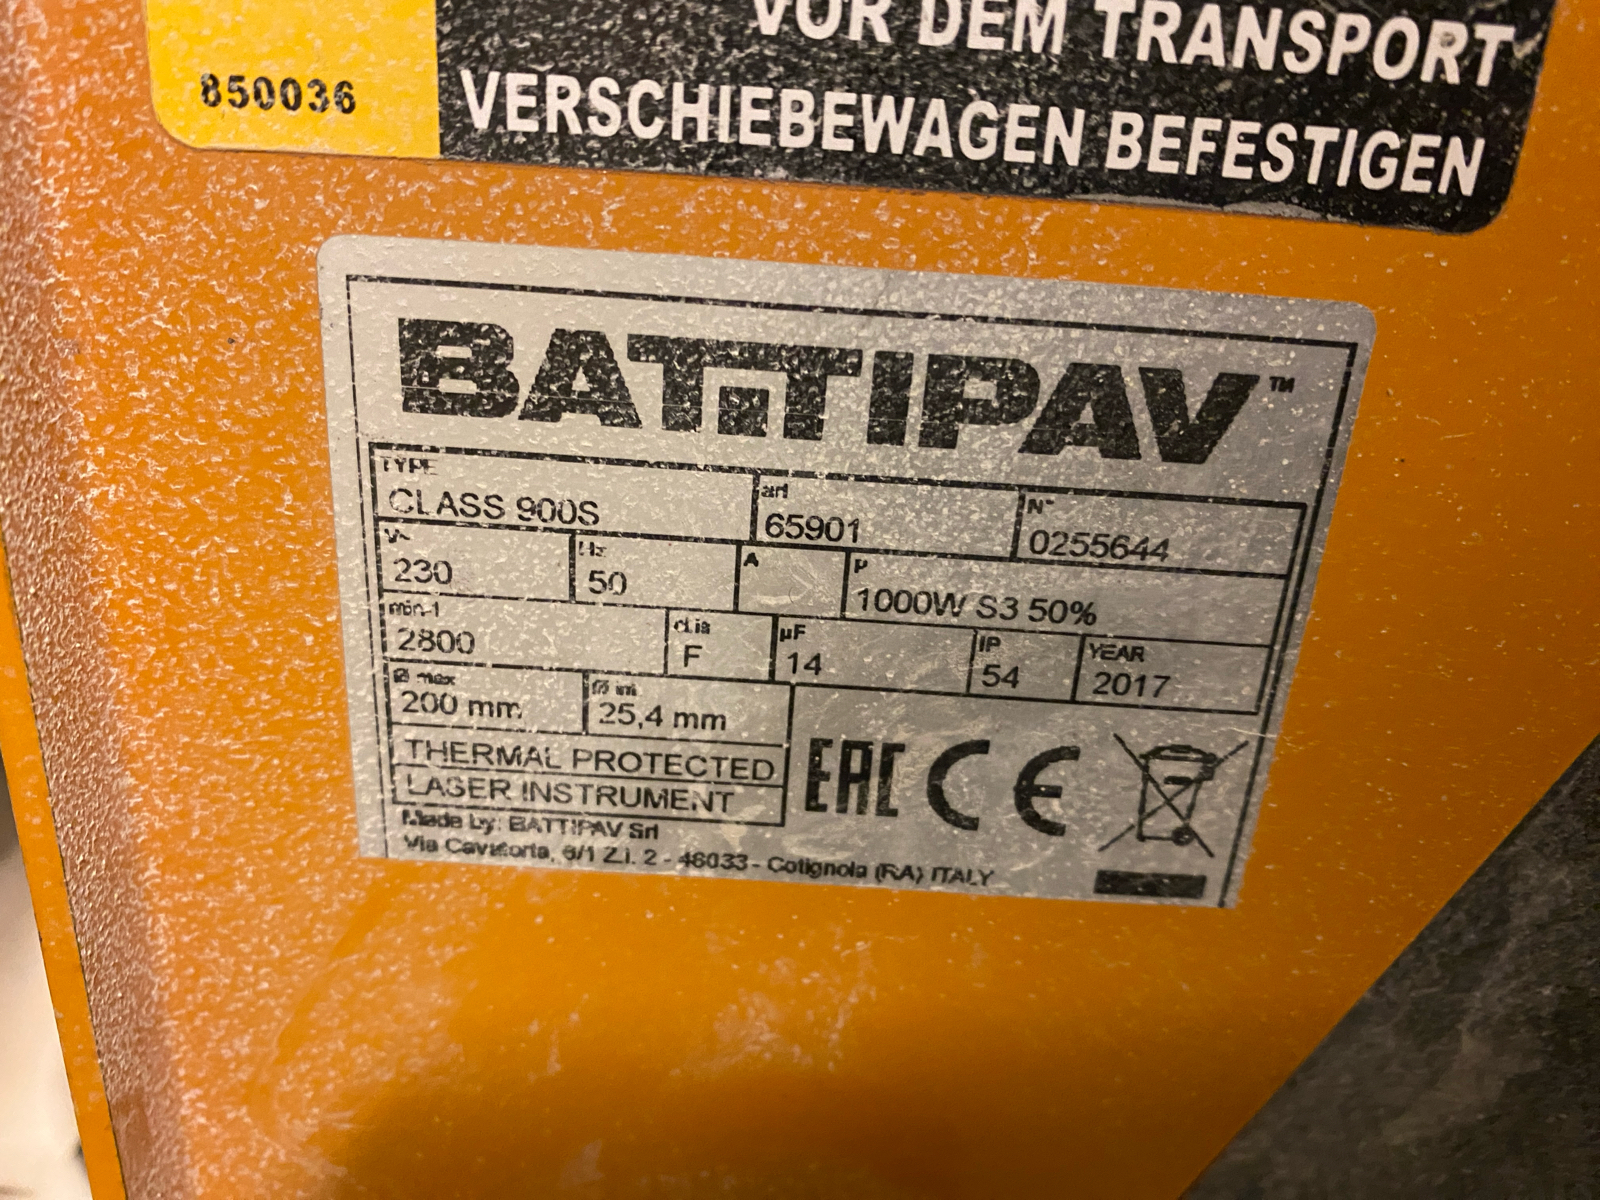 VOR DEM TRANSPORT
850036
VERSCHIEBEWAGEN BEFESTIGEN
BATTIPAV™
TYPE art N°
CLASS 900S 65901 0255644
V~ Hz A P
230 50 1000W S3 50%
min-1 cl.is µF IP YEAR
2800 F 14 54 2017
Ø max Ø int
200 mm 25,4 mm
THERMAL PROTECTED
LASER INSTRUMENT
EAC CE
Made by: BATTIPAV Srl
Via Cavatorta, 6/1 Z.i. 2 - 48033 - Cotignola (RA) ITALY